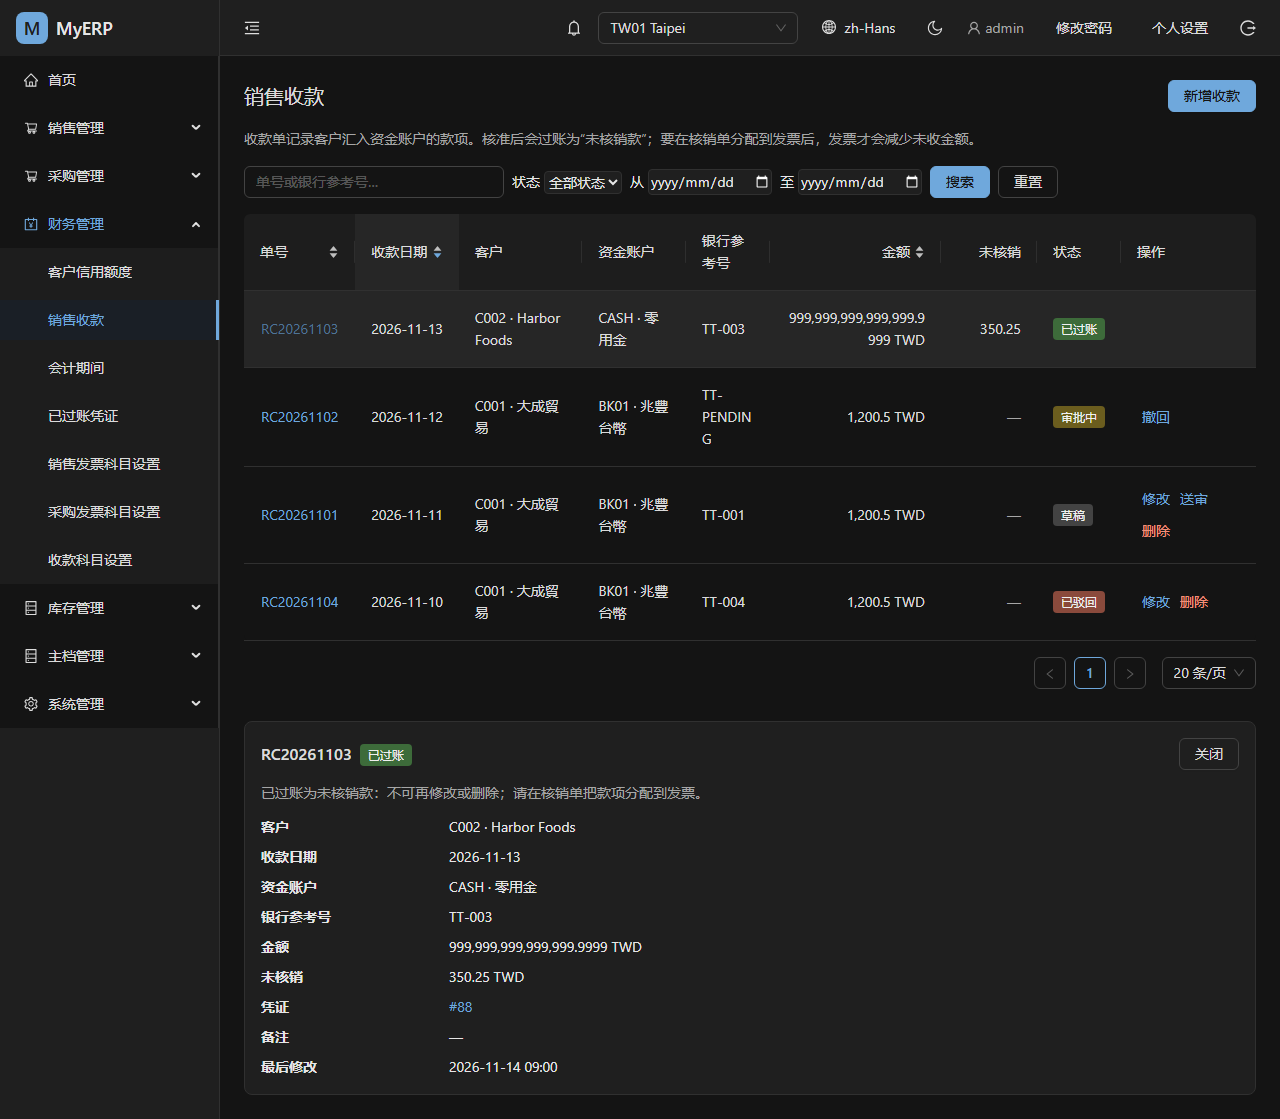 M MyERP
TW01 Taipei
zh-Hans
admin
修改密码
个人设置
首页
销售管理
采购管理
财务管理
客户信用额度
销售收款
会计期间
已过账凭证
销售发票科目设置
采购发票科目设置
收款科目设置
库存管理
主档管理
系统管理
销售收款
新增收款
收款单记录客户汇入资金账户的款项。核准后会过账为“未核销款”；要在核销单分配到发票后，发票才会减少未收金额。
单号或银行参考号... 状态 全部状态 从 yyyy/mm/dd 至 yyyy/mm/dd 搜索 重置
单号 收款日期 客户 资金账户 银行参
考号 金额 未核销 状态 操作
RC20261103 2026-11-13 C002 · Harbor
Foods CASH · 零
用金 TT-003 999,999,999,999,999.9
999 TWD 350.25 已过账
RC20261102 2026-11-12 C001 · 大成貿
易 BK01 · 兆豐
台幣 TT-
PENDIN
G 1,200.5 TWD — 审批中 撤回
RC20261101 2026-11-11 C001 · 大成貿
易 BK01 · 兆豐
台幣 TT-001 1,200.5 TWD — 草稿 修改 送审
删除
RC20261104 2026-11-10 C001 · 大成貿
易 BK01 · 兆豐
台幣 TT-004 1,200.5 TWD — 已驳回 修改 删除
< 1 > 20 条/页
RC20261103 已过账 关闭
已过账为未核销款：不可再修改或删除；请在核销单把款项分配到发票。
客户 C002 · Harbor Foods
收款日期 2026-11-13
资金账户 CASH · 零用金
银行参考号 TT-003
金额 999,999,999,999,999.9999 TWD
未核销 350.25 TWD
凭证 #88
备注 —
最后修改 2026-11-14 09:00